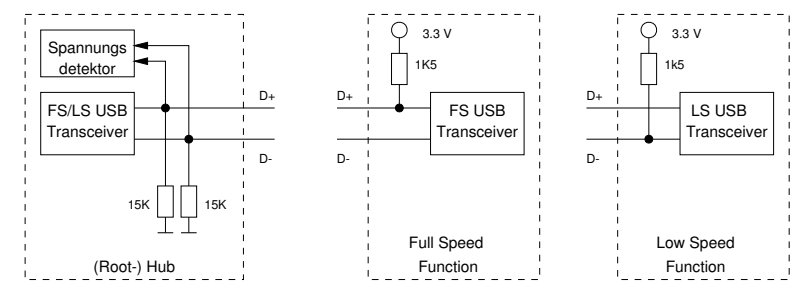 Spannungs
detektor
FS/LS USB
Transceiver
D+
D-
15K
15K
(Root-) Hub
3.3 V
1K5
D+
D-
FS USB
Transceiver
Full Speed
Function
3.3 V
1k5
D+
D-
LS USB
Transceiver
Low Speed
Function